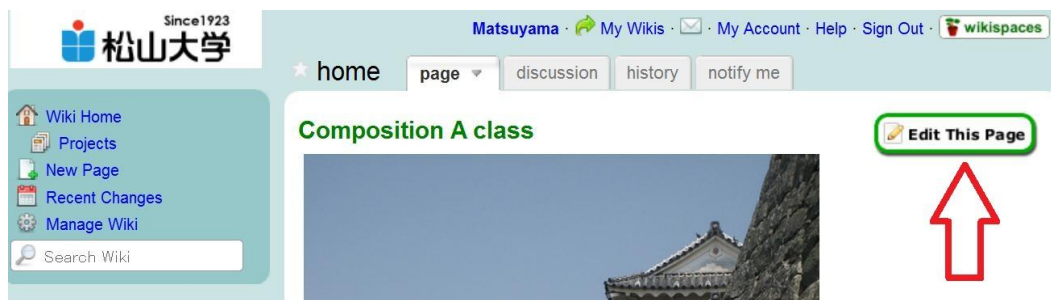 Since1923
松山大学
Matsuyama · My Wikis · · My Account · Help · Sign Out · wikispaces
home
page
discussion
history
notify me
Wiki Home
Projects
New Page
Recent Changes
Manage Wiki
Search Wiki
Composition A class
Edit This Page